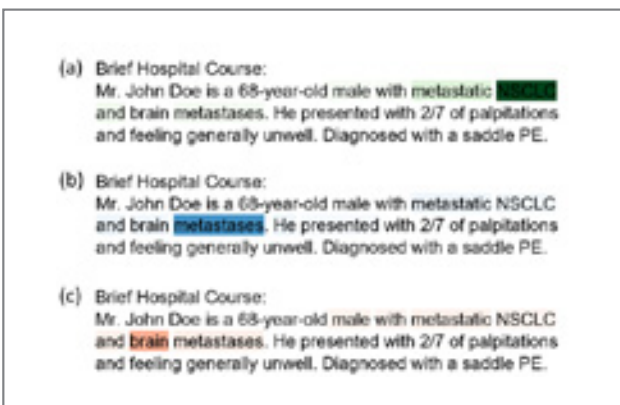 (a) Brief Hospital Course:
Mr. John Doe is a 68-year-old male with metastatic NSCLC
and brain metastases. He presented with 2/7 of palpitations
and feeling generally unwell. Diagnosed with a saddle PE.
(b) Brief Hospital Course:
Mr. John Doe is a 68-year-old male with metastatic NSCLC
and brain metastases. He presented with 2/7 of palpitations
and feeling generally unwell. Diagnosed with a saddle PE.
(c) Brief Hospital Course:
Mr. John Doe is a 68-year-old male with metastatic NSCLC
and brain metastases. He presented with 2/7 of palpitations
and feeling generally unwell. Diagnosed with a saddle PE.